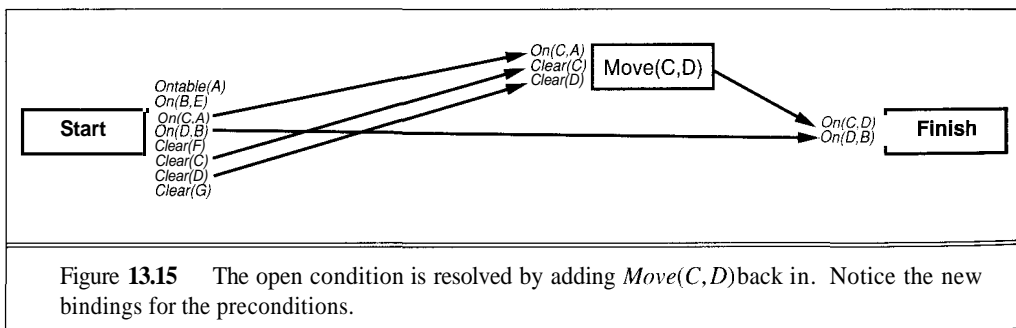 On(C,A)
Clear(C)
Clear(D)
Move(C,D)
Ontable(A)
On(B,E)
On(C,A)
On(D.B)
Clear(F)
Clear(C)
Clear(D)
Clear(G)
Start
On(C,D)
On(D,B)
Finish
Figure 13.15 The open condition is resolved by adding Move(C,D)back in. Notice the new
bindings for the preconditions.